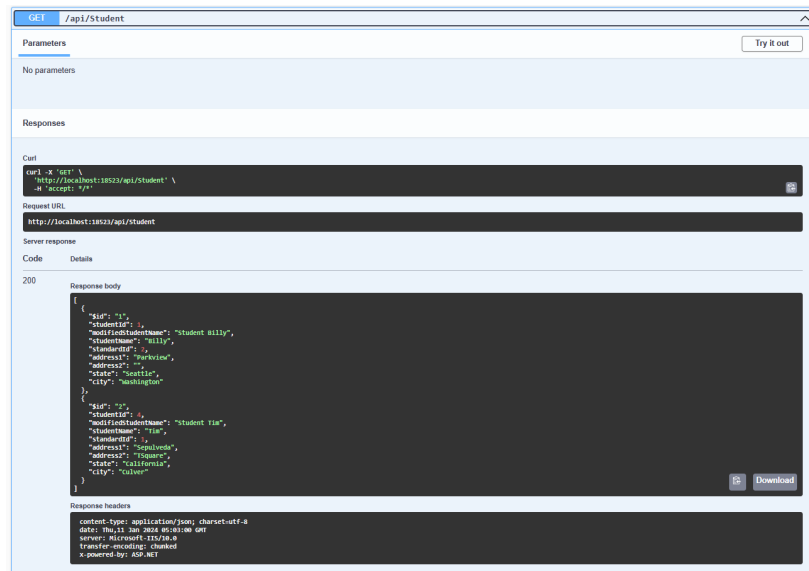 GET /api/Student
Parameters
Try it out
No parameters
Responses
Curl
curl -X 'GET' \
'http://localhost:18523/api/Student' \
-H 'accept: */*'
Request URL
http://localhost:18523/api/Student
Server response
Code Details
200
Response body
[
{
"$id": "1",
"studentId": 1,
"modifiedStudentName": "Student Billy",
"studentName": "Billy",
"standardId":
"address1": "Parkview",
"address2": "",
"state": "Seattle",
"city": "Washington"
},
{
"$id": "2",
"studentId": 4,
"modifiedStudentName": "Student Tim",
"studentName": "Tim",
"standardId":
"address1": "Sepulveda",
"address2": "TSquare",
"state": "California",
"city": "Culver"
}
]
Download
Response headers
content-type: application/json; charset=utf-8
date: Thu,11 Jan 2024 05:03:00 GMT
server: Microsoft-IIS/10.0
transfer-encoding: chunked
x-powered-by: ASP.NET